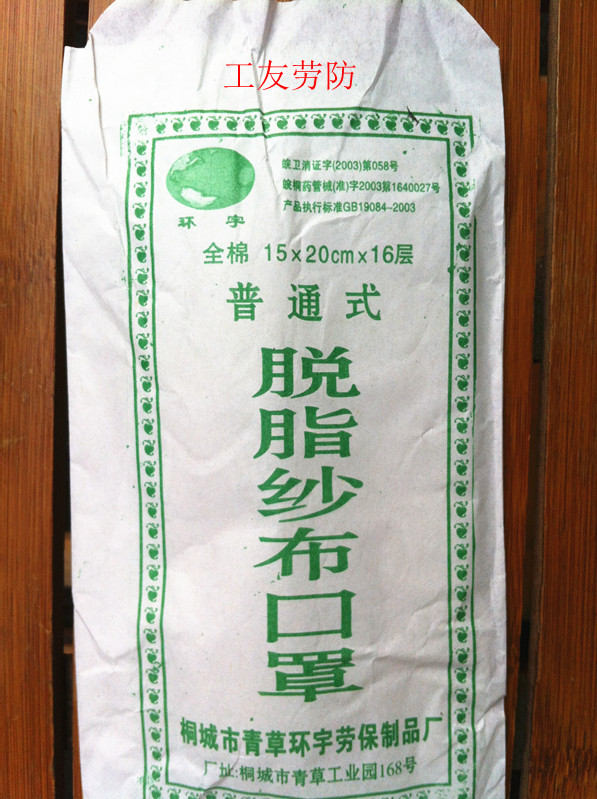 工友劳防
皖卫消证字(2003)第058号
皖桐药管械(准)字2003第1640027号
产品执行标准GB19084-2003
环宇
全棉 15×20cm×16层
普通式
脱脂纱布口罩
桐城市青草环宇劳保制品厂
厂址:桐城市青草工业园168号